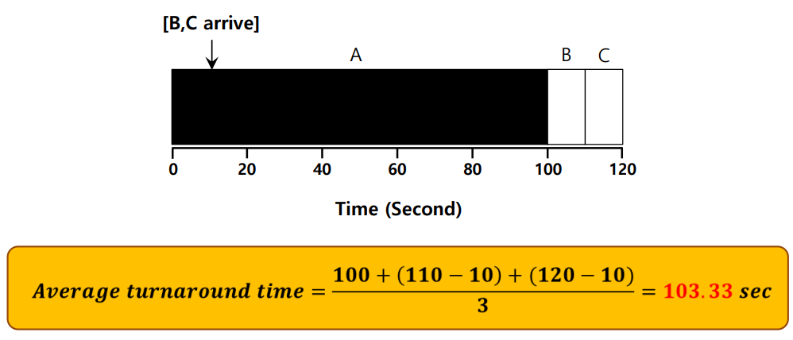 [B,C arrive]
A B C
0 20 40 60 80 100 120
Time (Second)
Average turnaround time = \frac{100 + (110 − 10) + (120 − 10)}{3} = 103.33 sec